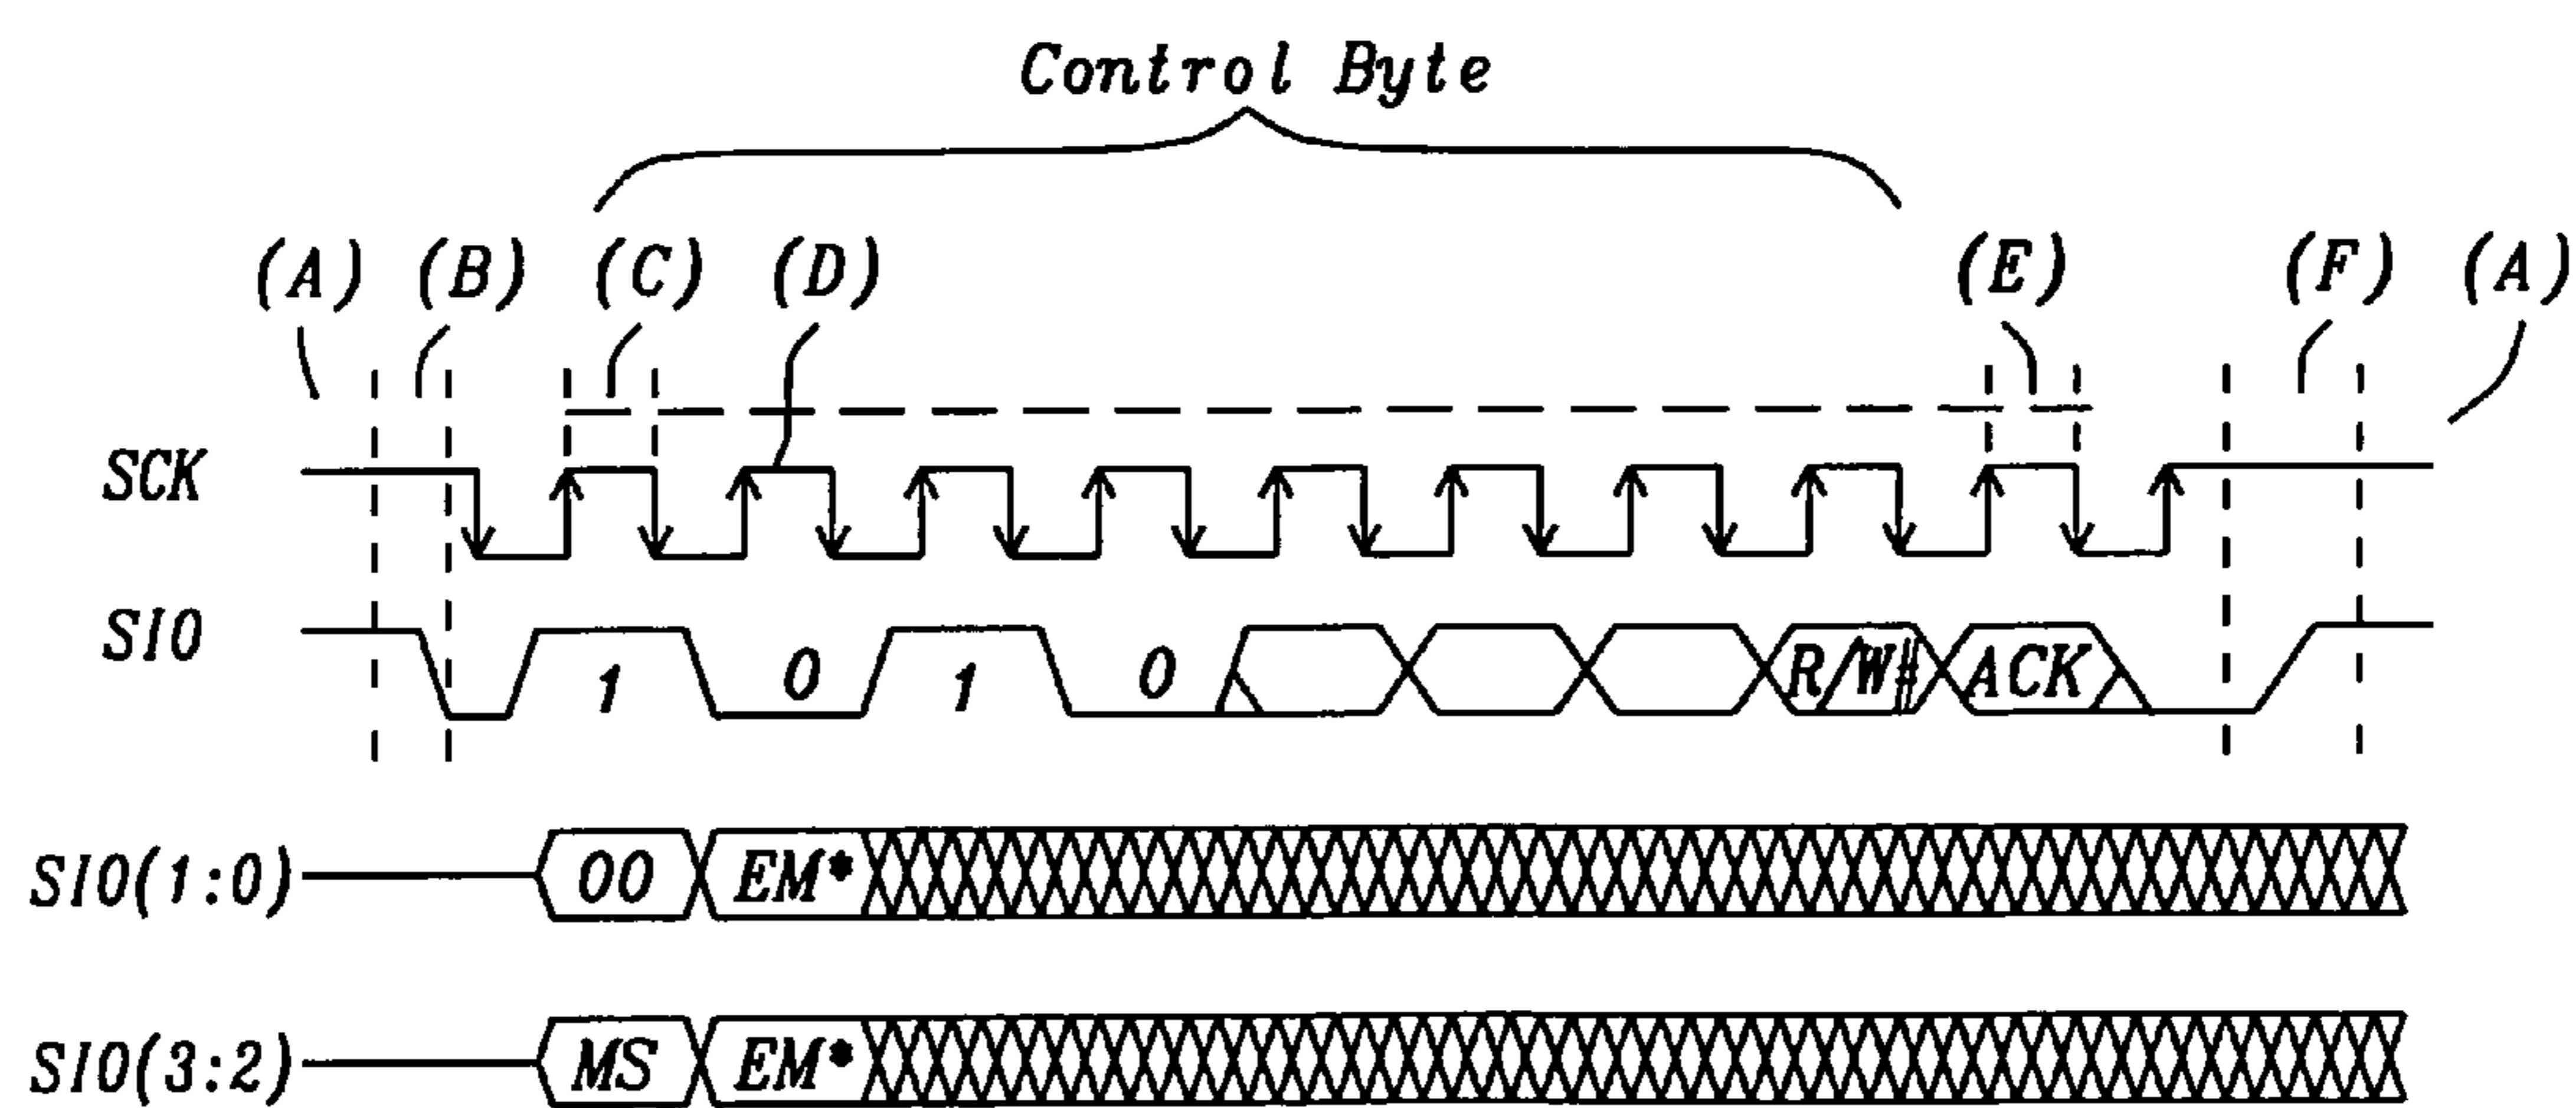 Control Byte
(A) (B) (C) (D) (E) (F) (A)
SCK
SIO 1 0 1 0 R/W# ACK
SIO(1:0) 00 EM*
SIO(3:2) MS EM*